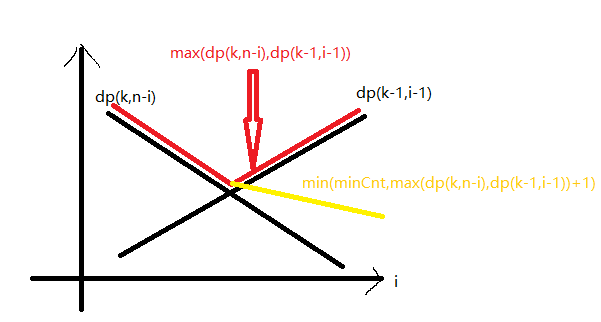 max(dp(k,n-i),dp(k-1,i-1))
dp(k,n-i)
dp(k-1,i-1)
min(minCnt,max(dp(k,n-i),dp(k-1,i-1))+1)
i